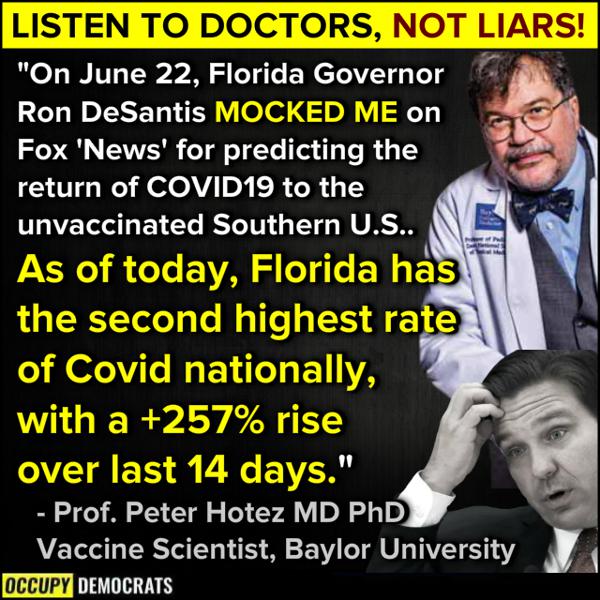 LISTEN TO DOCTORS, NOT LIARS!
"On June 22, Florida Governor
Ron DeSantis MOCKED ME on
Fox 'News' for predicting the
return of COVID19 to the
unvaccinated Southern U.S..
As of today, Florida has
the second highest rate
of Covid nationally,
with a +257% rise
over last 14 days."
- Prof. Peter Hotez MD PhD
Vaccine Scientist, Baylor University
OCCUPY DEMOCRATS